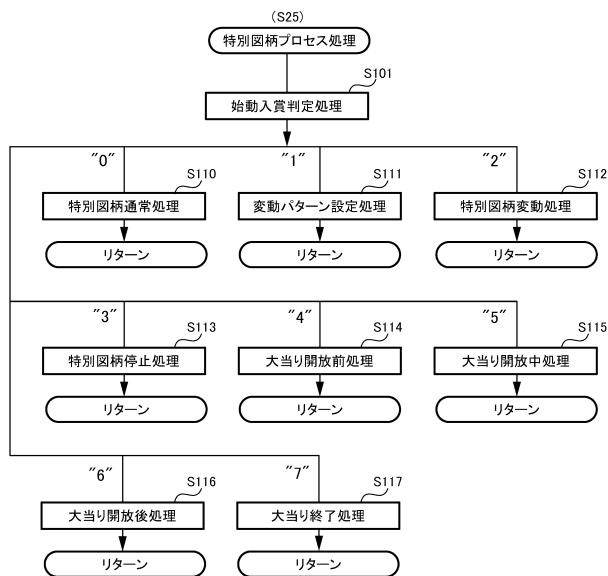 (S25)
特別図柄プロセス処理
S101
始動入賞判定処理
"0"
"1"
"2"
S110
S111
S112
特別図柄通常処理
変動パターン設定処理
特別図柄変動処理
リターン
リターン
リターン
"3"
"4"
"5"
S113
S114
S115
特別図柄停止処理
大当り開放前処理
大当り開放中処理
リターン
リターン
リターン
"6"
"7"
S116
S117
大当り開放後処理
大当り終了処理
リターン
リターン